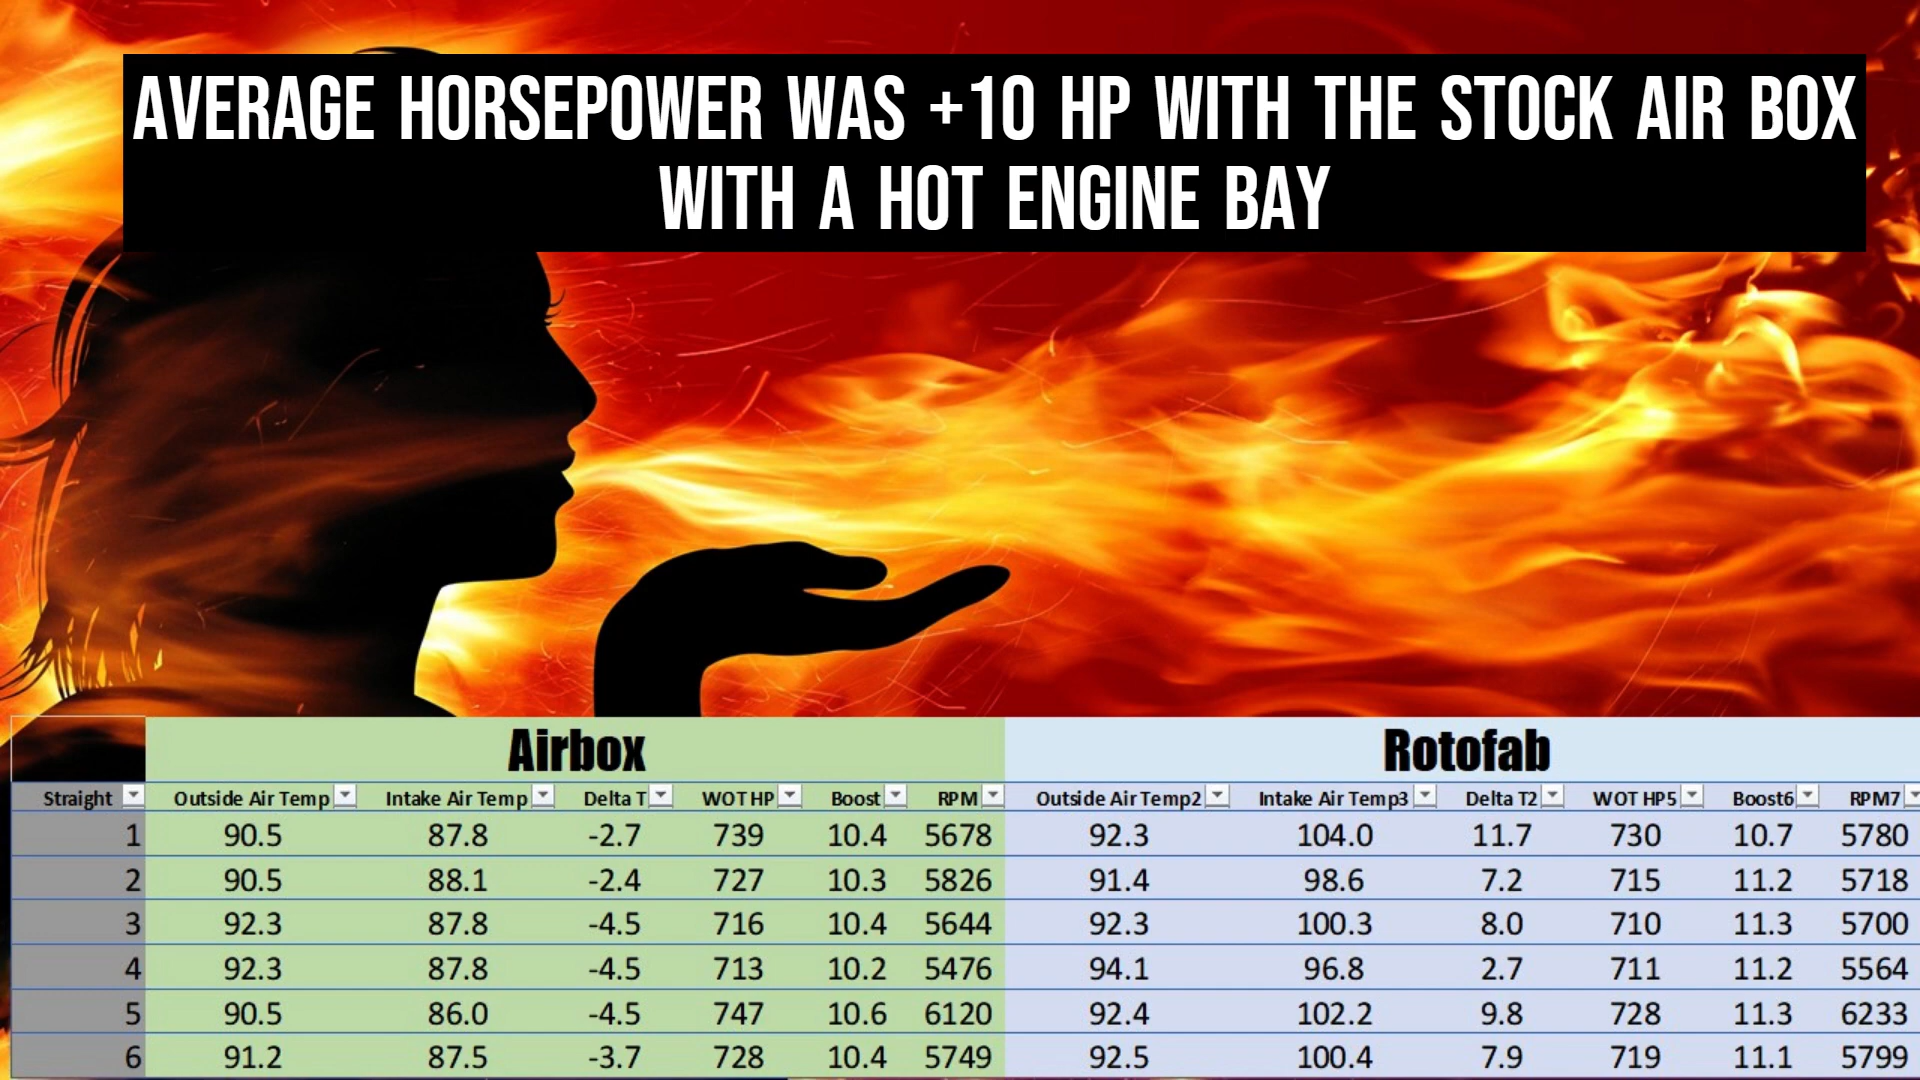 AVERAGE HORSEPOWER WAS +10 HP WITH THE STOCK AIR BOX
WITH A HOT ENGINE BAY
Airbox Rotofab
Straight Outside Air Temp Intake Air Temp Delta T WOT HP Boost RPM Outside Air Temp2 Intake Air Temp3 Delta T2 WOT HP5 Boost6 RPM7
1 90.5 87.8 -2.7 739 10.4 5678 92.3 104.0 11.7 730 10.7 5780
2 90.5 88.1 -2.4 727 10.3 5826 91.4 98.6 7.2 715 11.2 5718
3 92.3 87.8 -4.5 716 10.4 5644 92.3 100.3 8.0 710 11.3 5700
4 92.3 87.8 -4.5 713 10.2 5476 94.1 96.8 2.7 711 11.2 5564
5 90.5 86.0 -4.5 747 10.6 6120 92.4 102.2 9.8 728 11.3 6233
6 91.2 87.5 -3.7 728 10.4 5749 92.5 100.4 7.9 719 11.1 5799